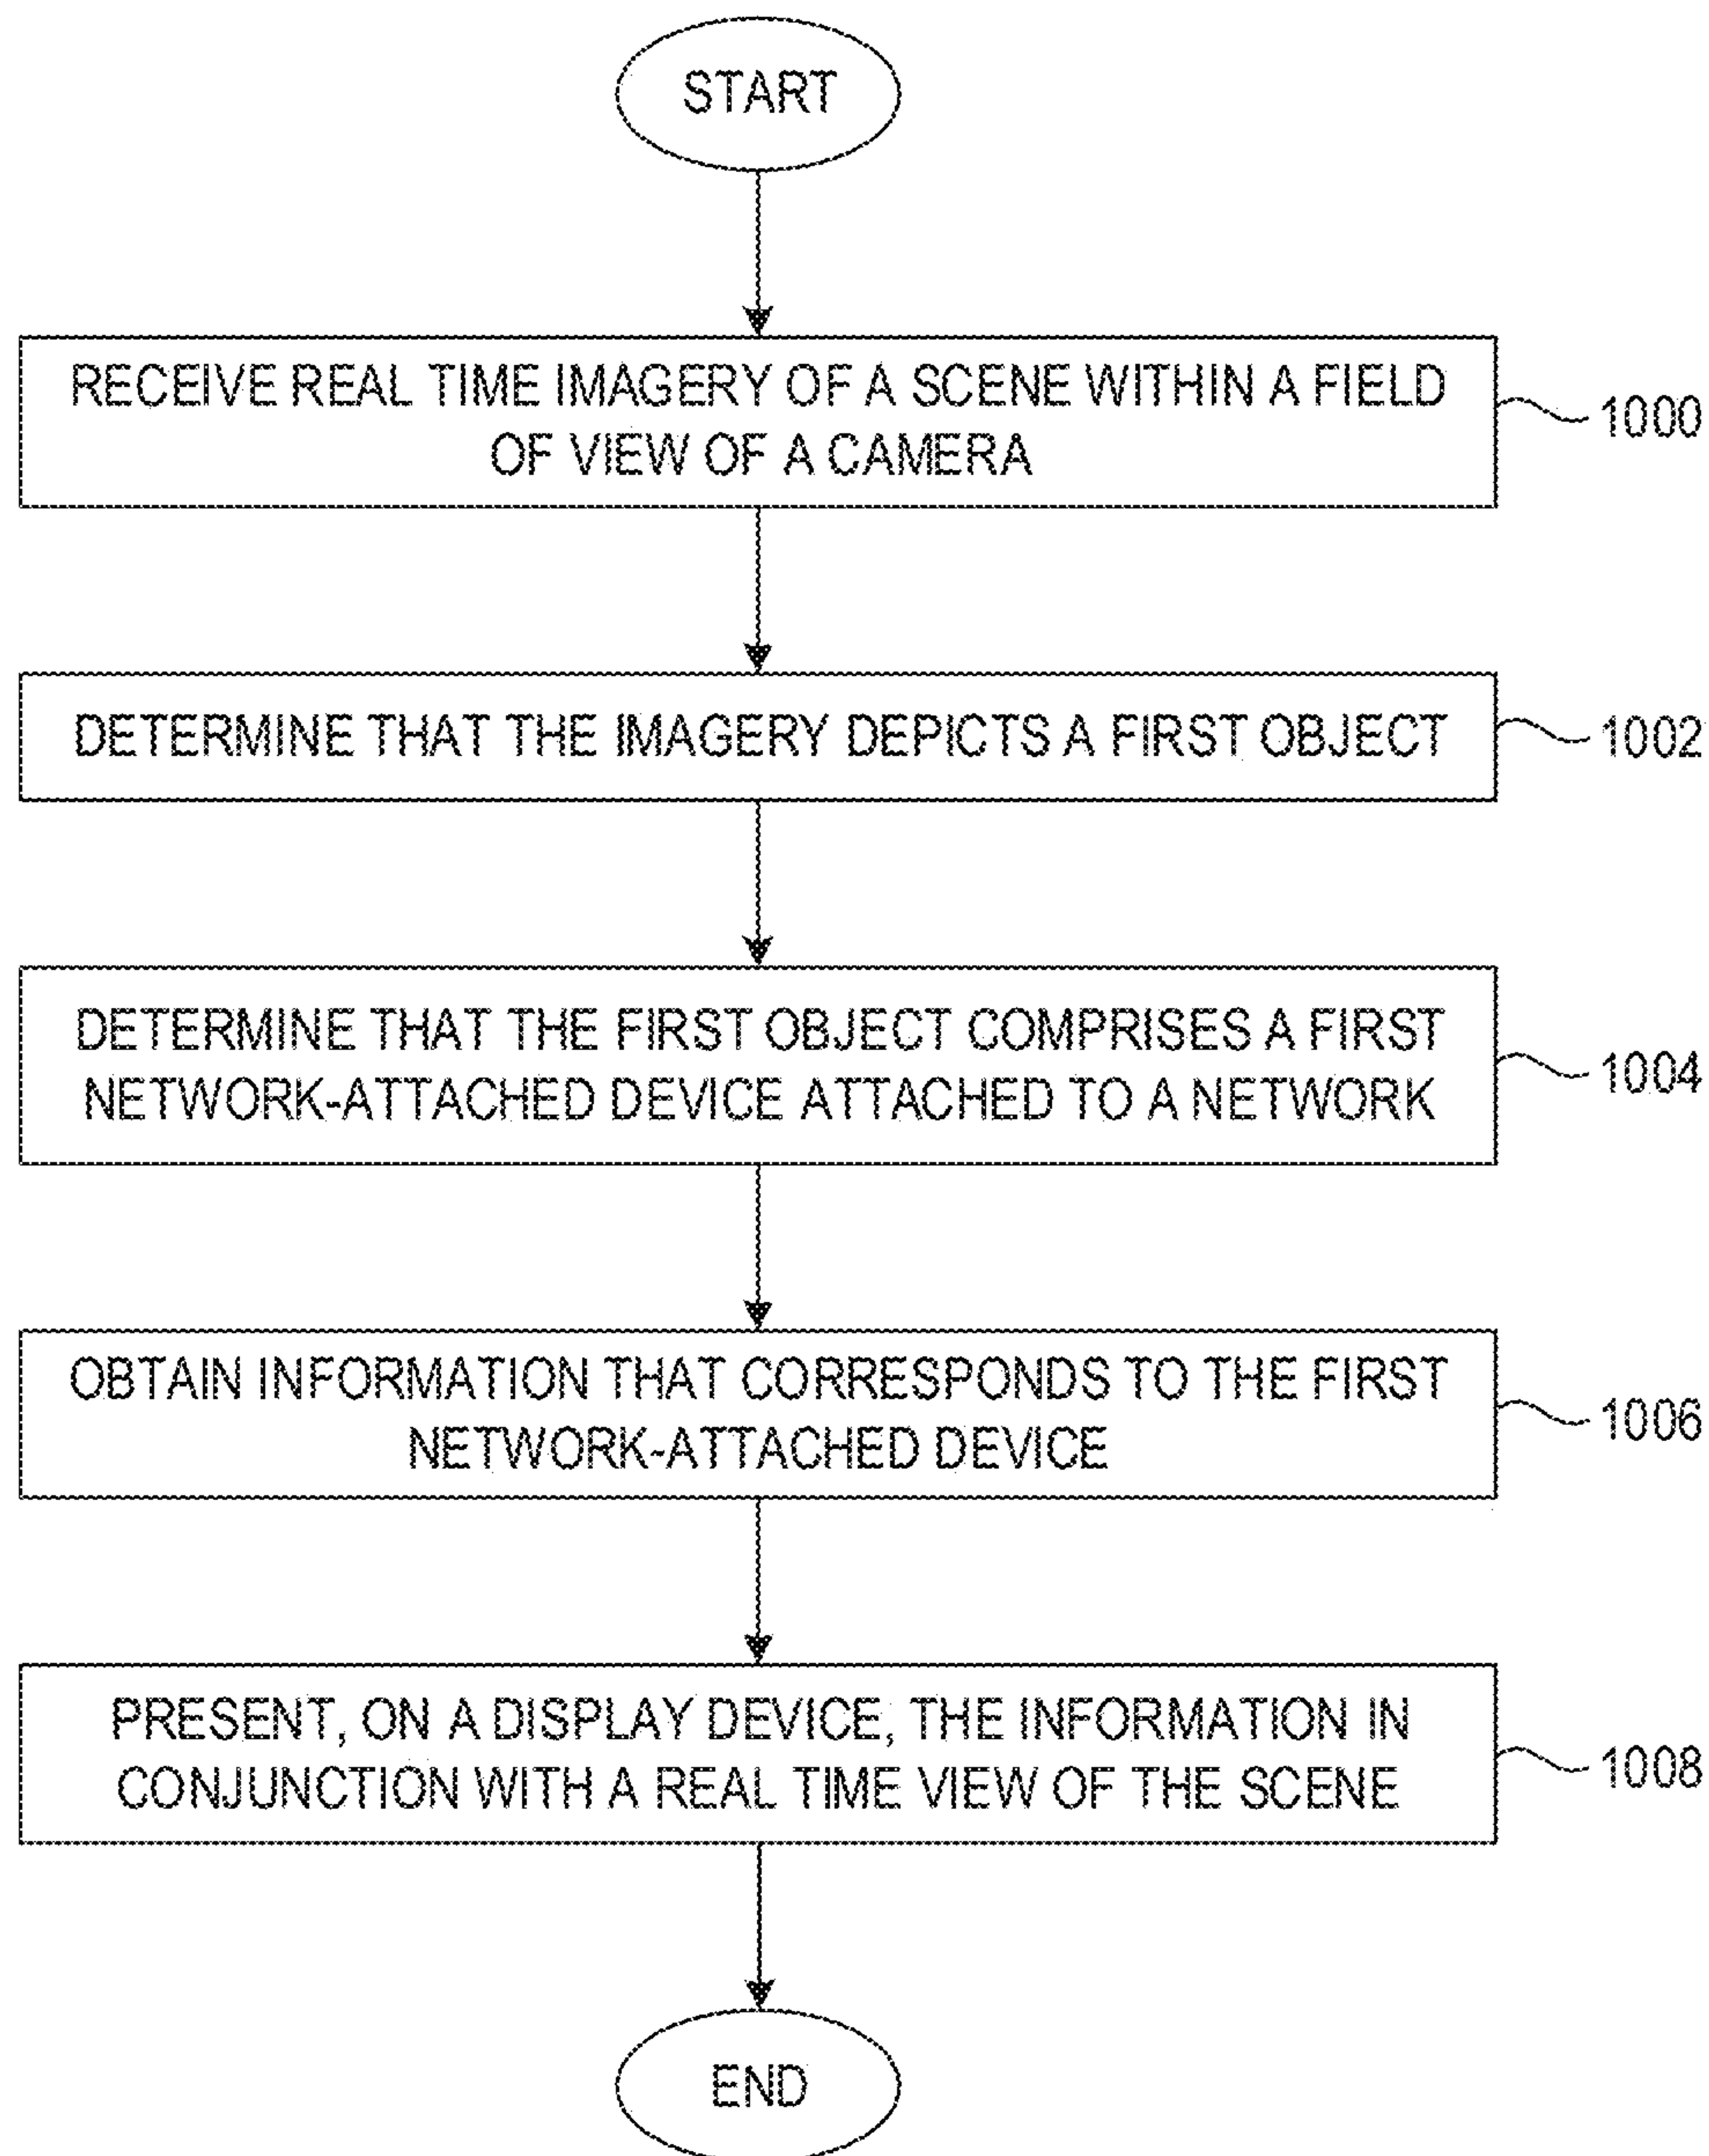 START
RECEIVE REAL TIME IMAGERY OF A SCENE WITHIN A FIELD
OF VIEW OF A CAMERA
1000
DETERMINE THAT THE IMAGERY DEPICTS A FIRST OBJECT
1002
DETERMINE THAT THE FIRST OBJECT COMPRISES A FIRST
NETWORK-ATTACHED DEVICE ATTACHED TO A NETWORK
1004
OBTAIN INFORMATION THAT CORRESPONDS TO THE FIRST
NETWORK-ATTACHED DEVICE
1006
PRESENT, ON A DISPLAY DEVICE, THE INFORMATION IN
CONJUNCTION WITH A REAL TIME VIEW OF THE SCENE
1008
END